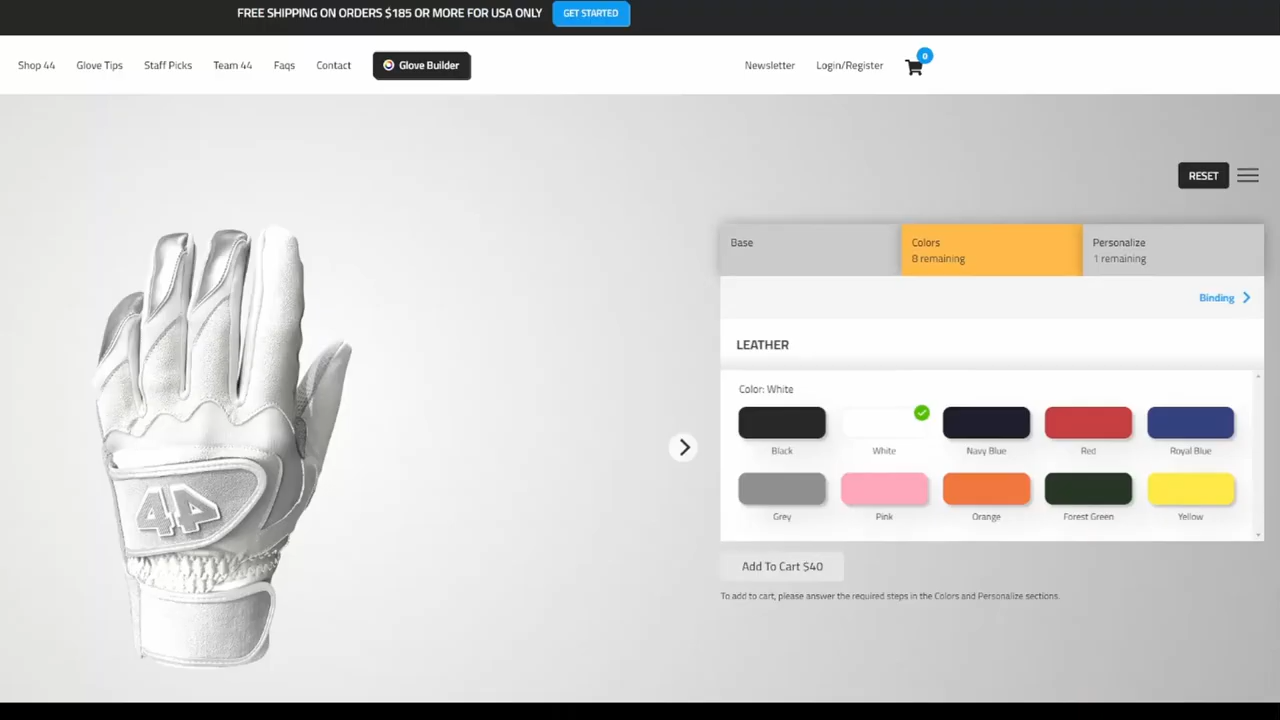 FREE SHIPPING ON ORDERS $185 OR MORE FOR USA ONLY GET STARTED
Shop 44 Glove Tips Staff Picks Team 44 Faqs Contact Glove Builder Newsletter Login/Register 0
RESET
Base Colors Personalize
8 remaining 1 remaining
Binding
LEATHER
Color: White
Black White Navy Blue Red Royal Blue
Grey Pink Orange Forest Green Yellow
44
Add To Cart $40
To add to cart, please answer the required steps in the Colors and Personalize sections.